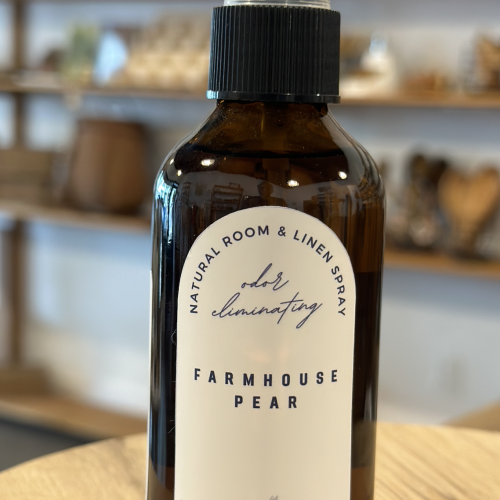 NATURAL ROOM & LINEN SPRAY
odor
eliminating
FARMHOUSE
PEAR